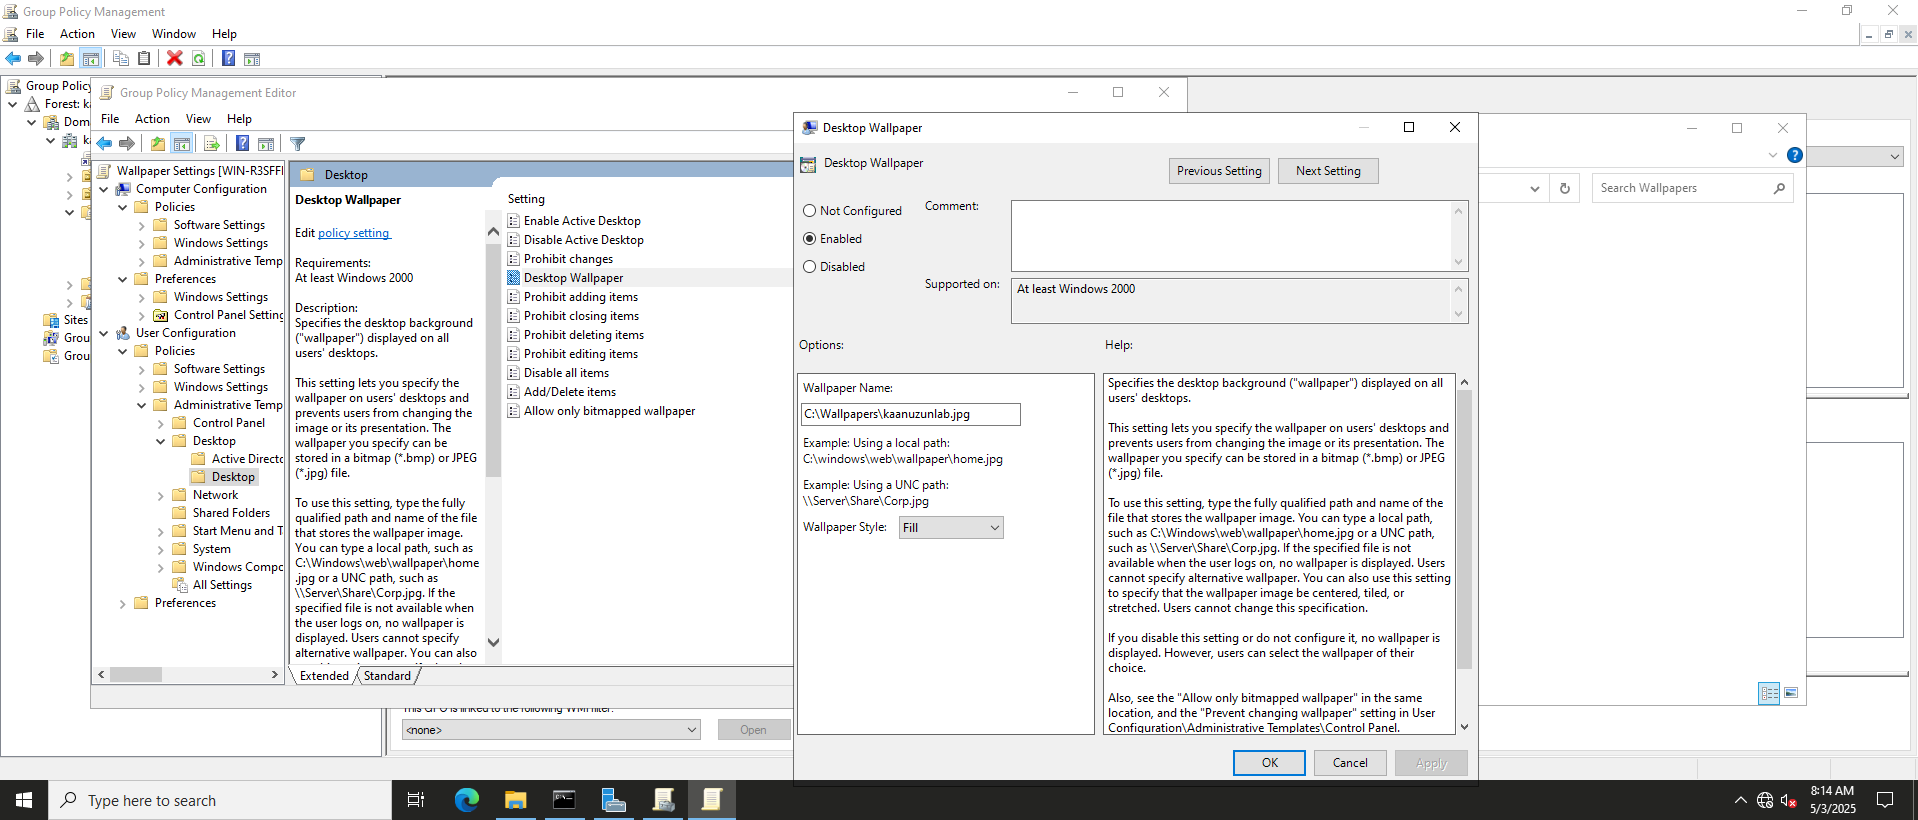 Group Policy Management
File Action View Window Help
Group Policy
Forest: k
Dom
k
Sites
Grou
Grou
Group Policy Management Editor
File Action View Help
Wallpaper Settings [WIN-R3SFFI
Computer Configuration
Policies
Software Settings
Windows Settings
Administrative Temp
Preferences
Windows Settings
Control Panel Setting
User Configuration
Policies
Software Settings
Windows Settings
Administrative Temp
Control Panel
Desktop
Active Directo
Desktop
Network
Shared Folders
Start Menu and T
System
Windows Compo
All Settings
Preferences
Desktop
Desktop Wallpaper
Edit policy setting
Requirements:
At least Windows 2000
Description:
Specifies the desktop background
("wallpaper") displayed on all
users' desktops.
This setting lets you specify the
wallpaper on users' desktops and
prevents users from changing the
image or its presentation. The
wallpaper you specify can be
stored in a bitmap (*.bmp) or JPEG
(*.jpg) file.
To use this setting, type the fully
qualified path and name of the file
that stores the wallpaper image.
You can type a local path, such as
C:\Windows\web\wallpaper\home
.jpg or a UNC path, such as
\\Server\Share\Corp.jpg. If the
specified file is not available when
the user logs on, no wallpaper is
displayed. Users cannot specify
alternative wallpaper. You can also
Setting
Enable Active Desktop
Disable Active Desktop
Prohibit changes
Desktop Wallpaper
Prohibit adding items
Prohibit closing items
Prohibit deleting items
Prohibit editing items
Disable all items
Add/Delete items
Allow only bitmapped wallpaper
Extended Standard
This GPO is linked to the following WMI filter:
<none> Open
Desktop Wallpaper
Desktop Wallpaper
Previous Setting Next Setting
Not Configured
Enabled
Disabled
Comment:
Supported on: At least Windows 2000
Options: Help:
Wallpaper Name:
C:\Wallpapers\kaanuzunlab.jpg
Example: Using a local path:
C:\windows\web\wallpaper\home.jpg
Example: Using a UNC path:
\\Server\Share\Corp.jpg
Wallpaper Style: Fill
Specifies the desktop background ("wallpaper") displayed on all
users' desktops.
This setting lets you specify the wallpaper on users' desktops and
prevents users from changing the image or its presentation. The
wallpaper you specify can be stored in a bitmap (*.bmp) or JPEG
(*.jpg) file.
To use this setting, type the fully qualified path and name of the
file that stores the wallpaper image. You can type a local path,
such as C:\Windows\web\wallpaper\home.jpg or a UNC path,
such as \\Server\Share\Corp.jpg. If the specified file is not
available when the user logs on, no wallpaper is displayed. Users
cannot specify alternative wallpaper. You can also use this setting
to specify that the wallpaper image be centered, tiled, or
stretched. Users cannot change this specification.
If you disable this setting or do not configure it, no wallpaper is
displayed. However, users can select the wallpaper of their
choice.
Also, see the "Allow only bitmapped wallpaper" in the same
location, and the "Prevent changing wallpaper" setting in User
Configuration\Administrative Templates\Control Panel.
OK Cancel Apply
Search Wallpapers
Type here to search
8:14 AM
5/3/2025